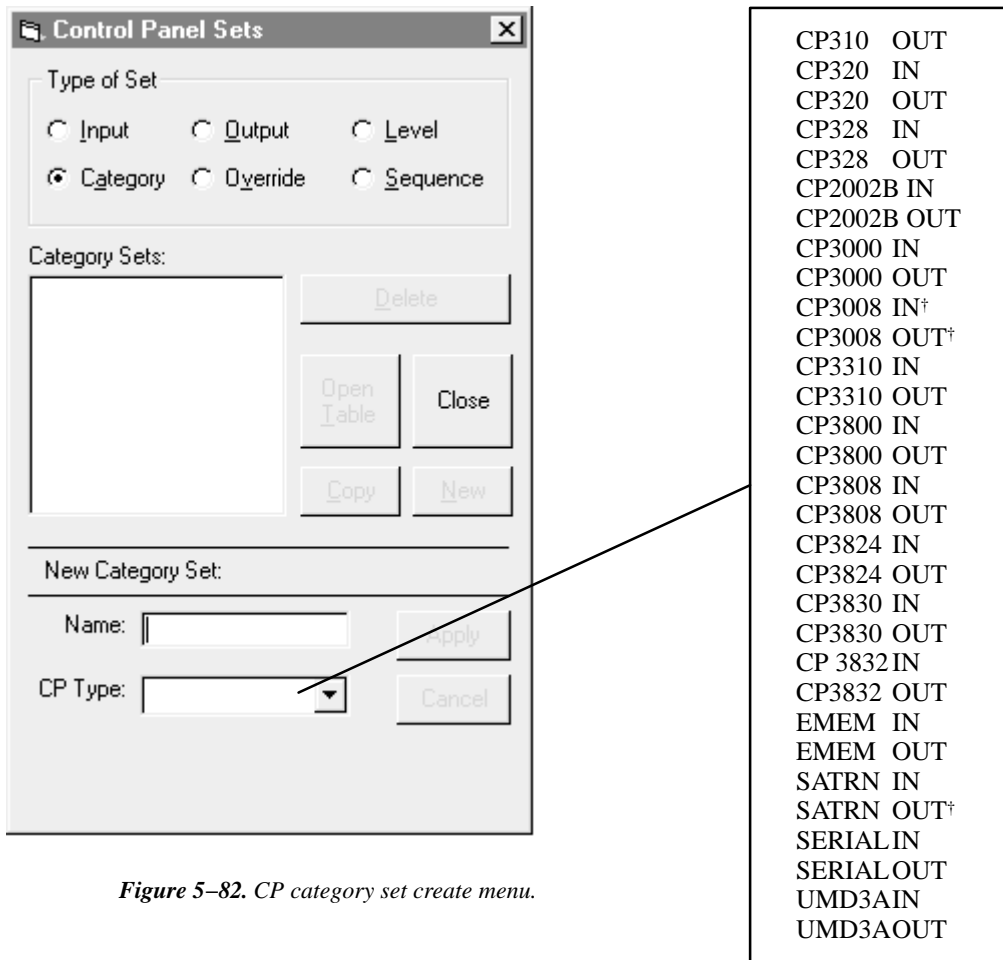 Control Panel Sets
Type of Set
Input Output Level
Category Override Sequence
Category Sets:
Delete
Open Table
Close
Copy New
New Category Set:
Name:
Apply
CP Type:
Cancel
Figure 5–82. CP category set create menu.
CP310 OUT
CP320 IN
CP320 OUT
CP328 IN
CP328 OUT
CP2002B IN
CP2002B OUT
CP3000 IN
CP3000 OUT
CP3008 IN†
CP3008 OUT†
CP3310 IN
CP3310 OUT
CP3800 IN
CP3800 OUT
CP3808 IN
CP3808 OUT
CP3824 IN
CP3824 OUT
CP3830 IN
CP3830 OUT
CP 3832 IN
CP3832 OUT
EMEM IN
EMEM OUT
SATRN IN
SATRN OUT†
SERIAL IN
SERIAL OUT
UMD3A IN
UMD3A OUT